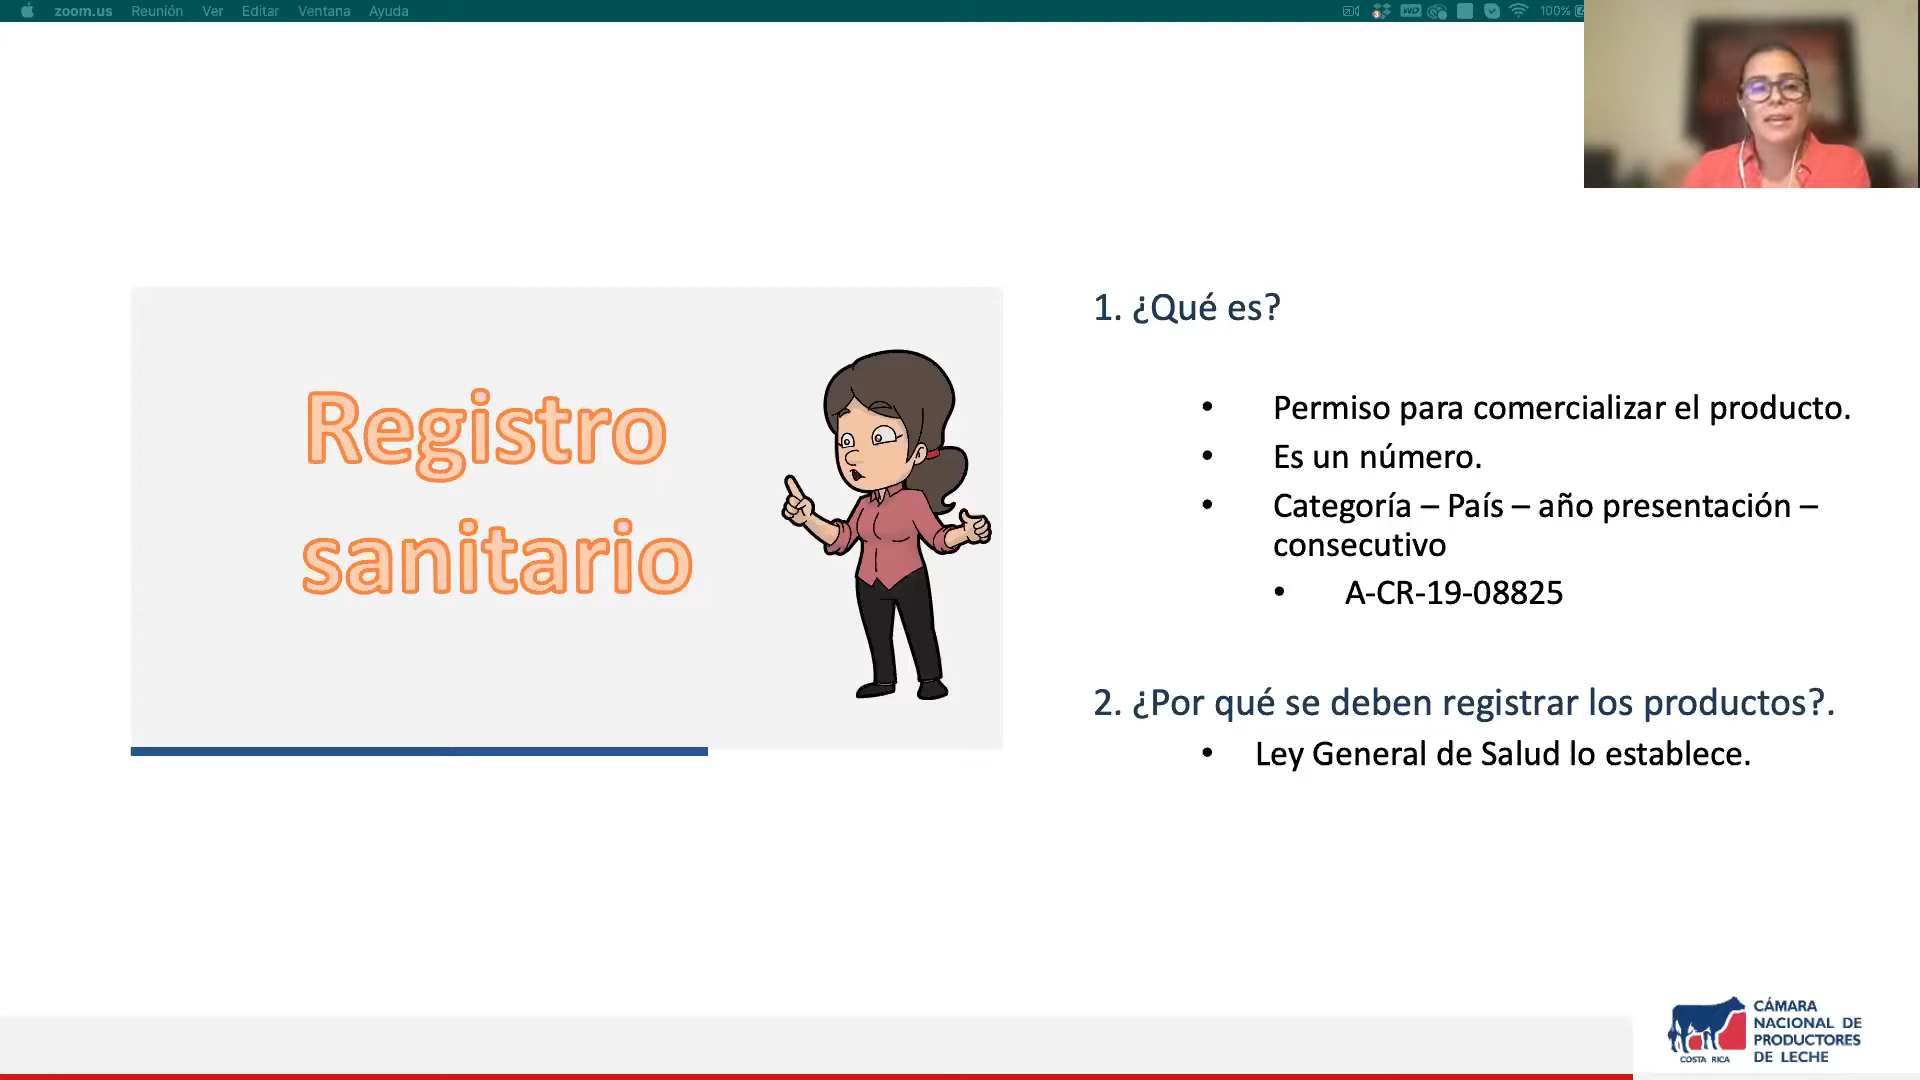 zoom.us Reunión Ver Editar Ventana Ayuda
100%
Registro
sanitario
1. ¿Qué es?
• Permiso para comercializar el producto.
• Es un número.
• Categoría – País – año presentación –
consecutivo
• A-CR-19-08825
2. ¿Por qué se deben registrar los productos?.
• Ley General de Salud lo establece.
CÁMARA
NACIONAL DE
PRODUCTORES
DE LECHE
COSTA RICA